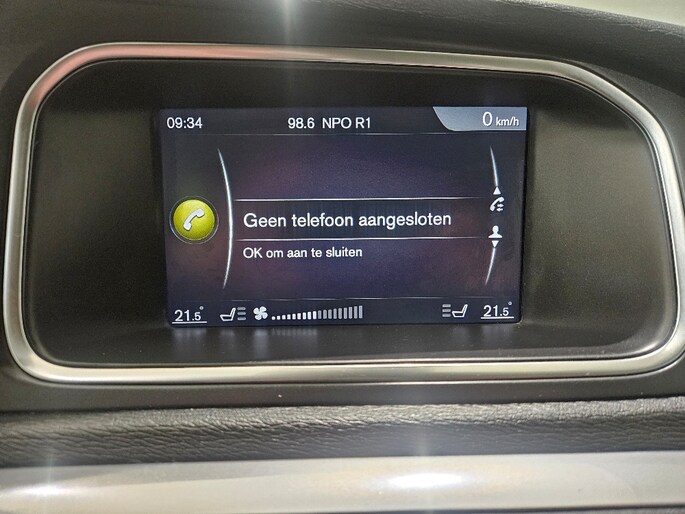 09:34 98.6 NPO R1 0 km/h
Geen telefoon aangesloten
OK om aan te sluiten
21.5° 21.5°